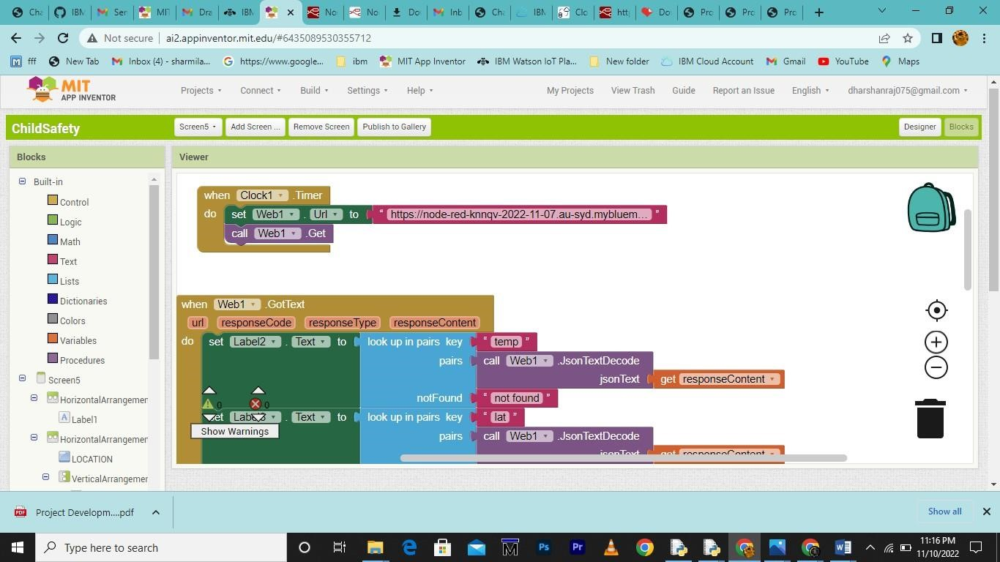 Cha IBM Ser MIT Dra IBM No No Do Inb Cha IBM Clo http Do Pro Pro Pro
Not secure | ai2.appinventor.mit.edu/#6435089530355712
fff New Tab Inbox (4) - sharmila... https://www.google... ibm MIT App Inventor IBM Watson IoT Pla... New folder IBM Cloud Account Gmail YouTube Maps
MIT
APP INVENTOR
Projects Connect Build Settings Help My Projects View Trash Guide Report an Issue English dharshanraj075@gmail.com
ChildSafety Screen5 Add Screen ... Remove Screen Publish to Gallery Designer Blocks
Blocks
Viewer
Built-in
Control
Logic
Math
Text
Lists
Dictionaries
Colors
Variables
Procedures
Screen5
HorizontalArrangemen
A Label1
HorizontalArrangemen
LOCATION
VerticalArrangemen
when Clock1 .Timer
do set Web1 . Url to “ https://node-red-knnqv-2022-11-07.au-syd.mybluem... ”
call Web1 .Get
when Web1 .GotText
url responseCode responseType responseContent
do set Label2 . Text to look up in pairs key “ temp ”
pairs call Web1 .JsonTextDecode
jsonText get responseContent
notFound “ not found ”
0 0
set Label3 . Text to look up in pairs key “ lat ”
Show Warnings
pairs call Web1 .JsonTextDecode
jsonText get responseContent
PDF Project Developm....pdf Show all
Type here to search Ps Pr 11:16 PM
11/10/2022